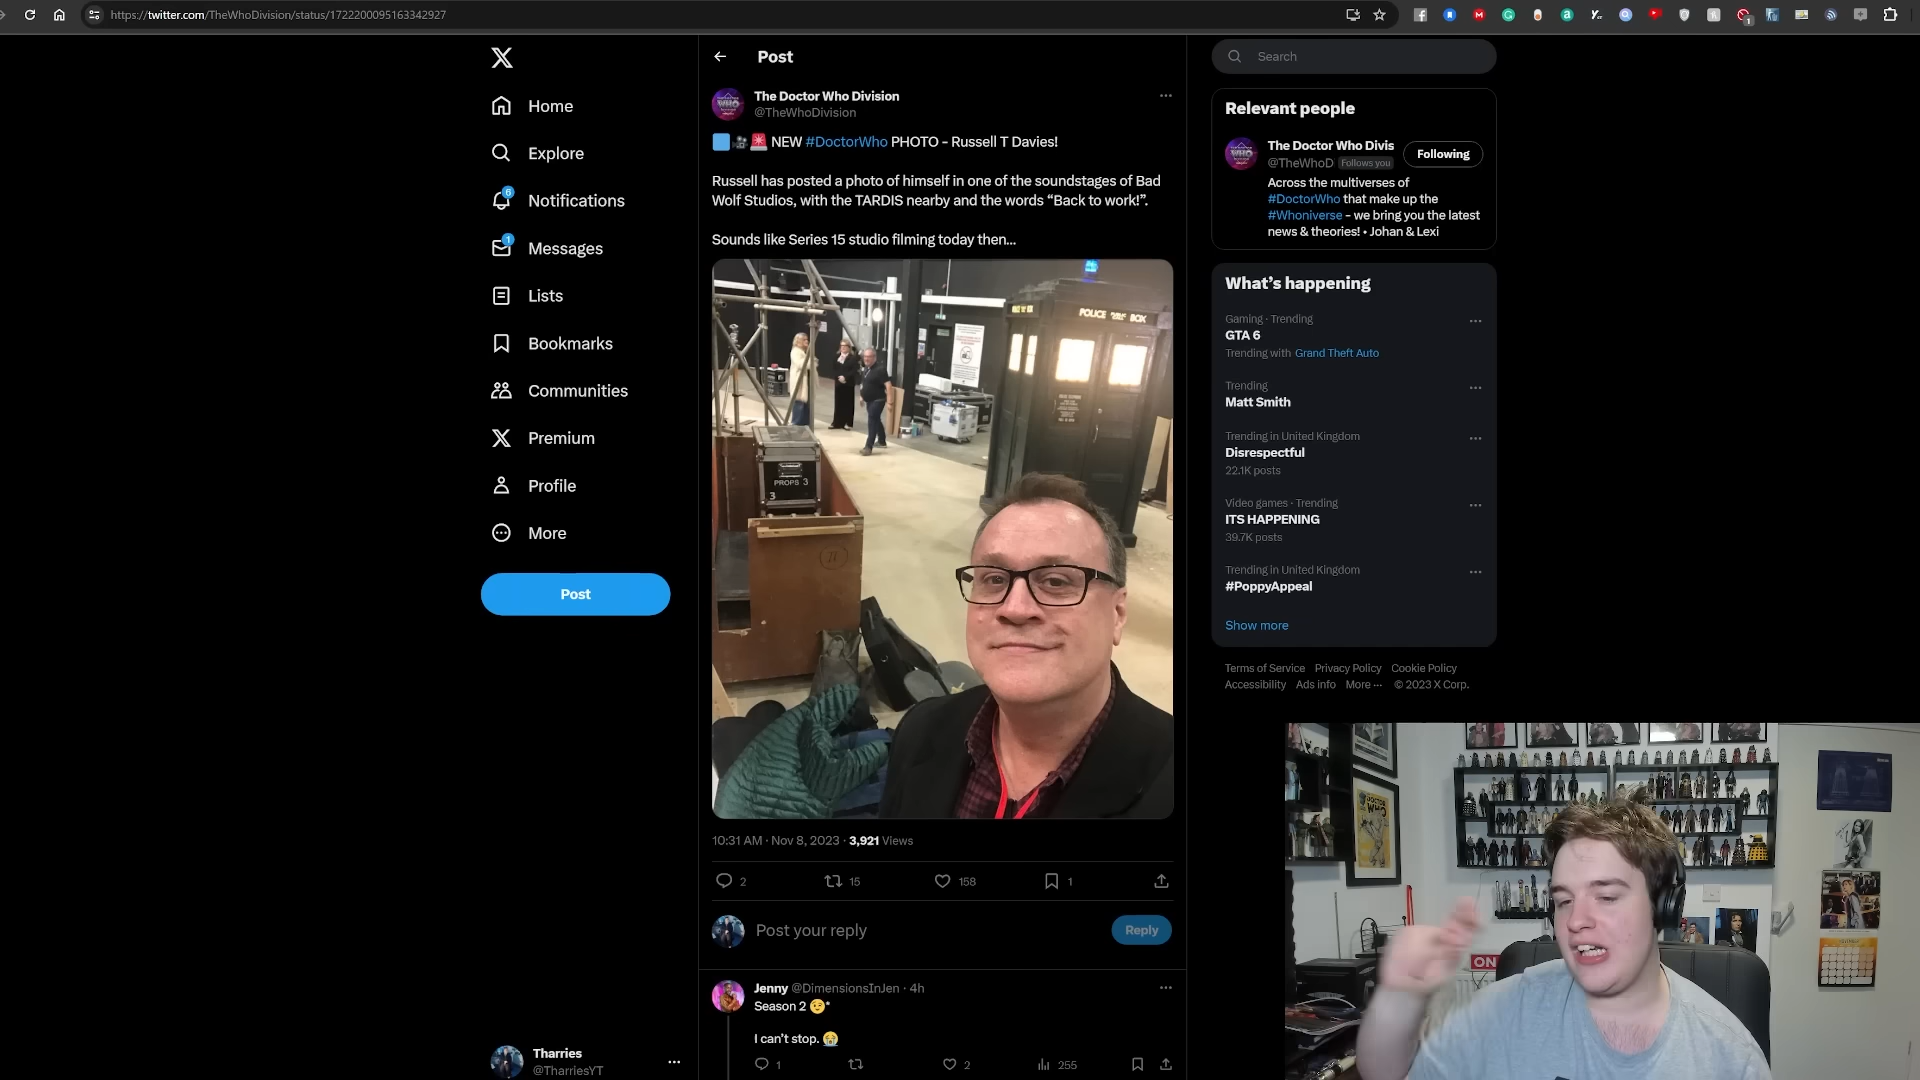 https://twitter.com/TheWhoDivision/status/1722200095163342927
Home
Explore
6
Notifications
1
Messages
Lists
Bookmarks
Communities
Premium
Profile
More
Post
Tharries
@TharriesYT
Post
The Doctor Who Division
@TheWhoDivision
NEW #DoctorWho PHOTO - Russell T Davies!
Russell has posted a photo of himself in one of the soundstages of Bad
Wolf Studios, with the TARDIS nearby and the words “Back to work!”.
Sounds like Series 15 studio filming today then...
POLICE PUBLIC CALL BOX
PROPS 3
3
10:31 AM · Nov 8, 2023 · 3,921 Views
2
15
158
1
Post your reply
Reply
Jenny @DimensionsInJen · 4h
Season 2 😉*
I can't stop. 😭
1
2
255
Search
Relevant people
The Doctor Who Divis
@TheWhoD Follows you
Following
Across the multiverses of
#DoctorWho that make up the
#Whoniverse - we bring you the latest
news & theories! • Johan & Lexi
What's happening
Gaming · Trending
GTA 6
Trending with Grand Theft Auto
Trending
Matt Smith
Trending in United Kingdom
Disrespectful
22.1K posts
Video games · Trending
ITS HAPPENING
39.7K posts
Trending in United Kingdom
#PoppyAppeal
Show more
Terms of Service Privacy Policy Cookie Policy
Accessibility Ads info More ··· © 2023 X Corp.
DOCTOR WHO
ON